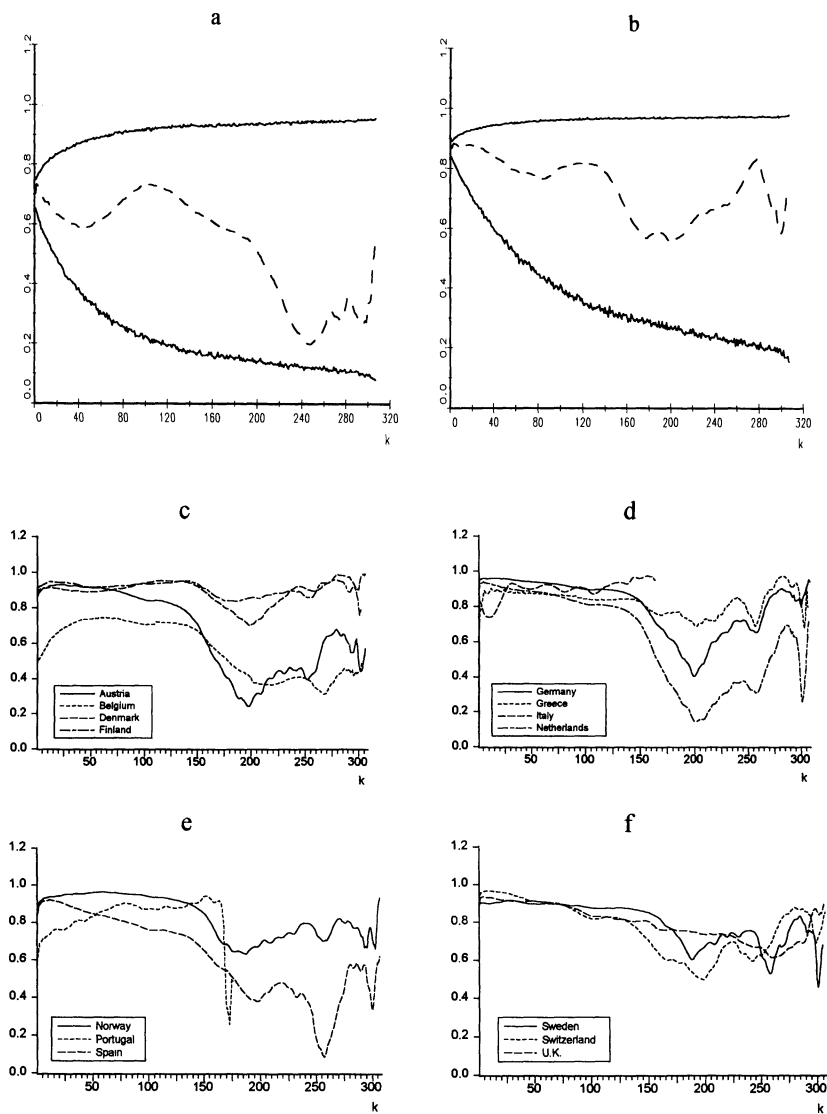 a
b
0.0 0.2 0.4 0.6 0.8 1.0 1.2
0 40 80 120 160 200 240 280 320
k
0.0 0.2 0.4 0.6 0.8 1.0 1.2
0 40 80 120 160 200 240 280 320
k
c
1.2
1.0
0.8
0.6
0.4
0.2
0.0
Austria
Belgium
Denmark
Finland
50 100 150 200 250 300
k
d
1.2
1.0
0.8
0.6
0.4
0.2
0.0
Germany
Greece
Italy
Netherlands
50 100 150 200 250 300
k
e
1.2
1.0
0.8
0.6
0.4
0.2
0.0
Norway
Portugal
Spain
50 100 150 200 250 300
k
f
1.2
1.0
0.8
0.6
0.4
0.2
0.0
Sweden
Switzerland
U.K.
50 100 150 200 250 300
k